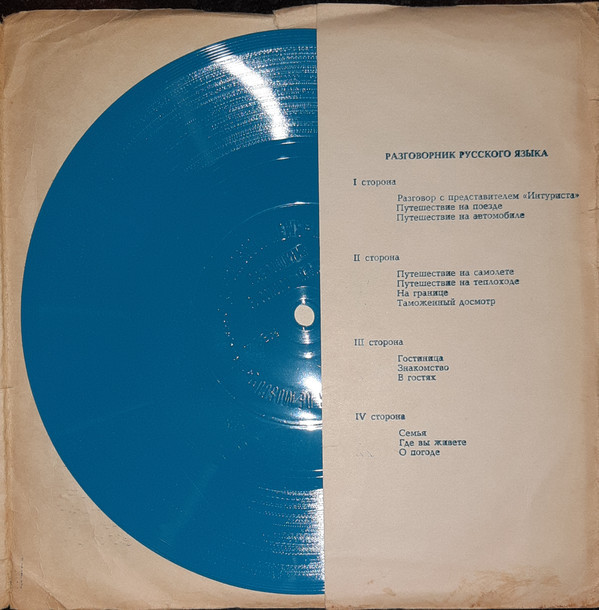 РАЗГОВОРНИК РУССКОГО ЯЗЫКА
I сторона
Разговор с представителем «Интуриста»
Путешествие на поезде
Путешествие на автомобиле
II сторона
Путешествие на самолете
Путешествие на теплоходе
На границе
Таможенный досмотр
III сторона
Гостиница
Знакомство
В гостях
IV сторона
Семья
Где вы живете
О погоде